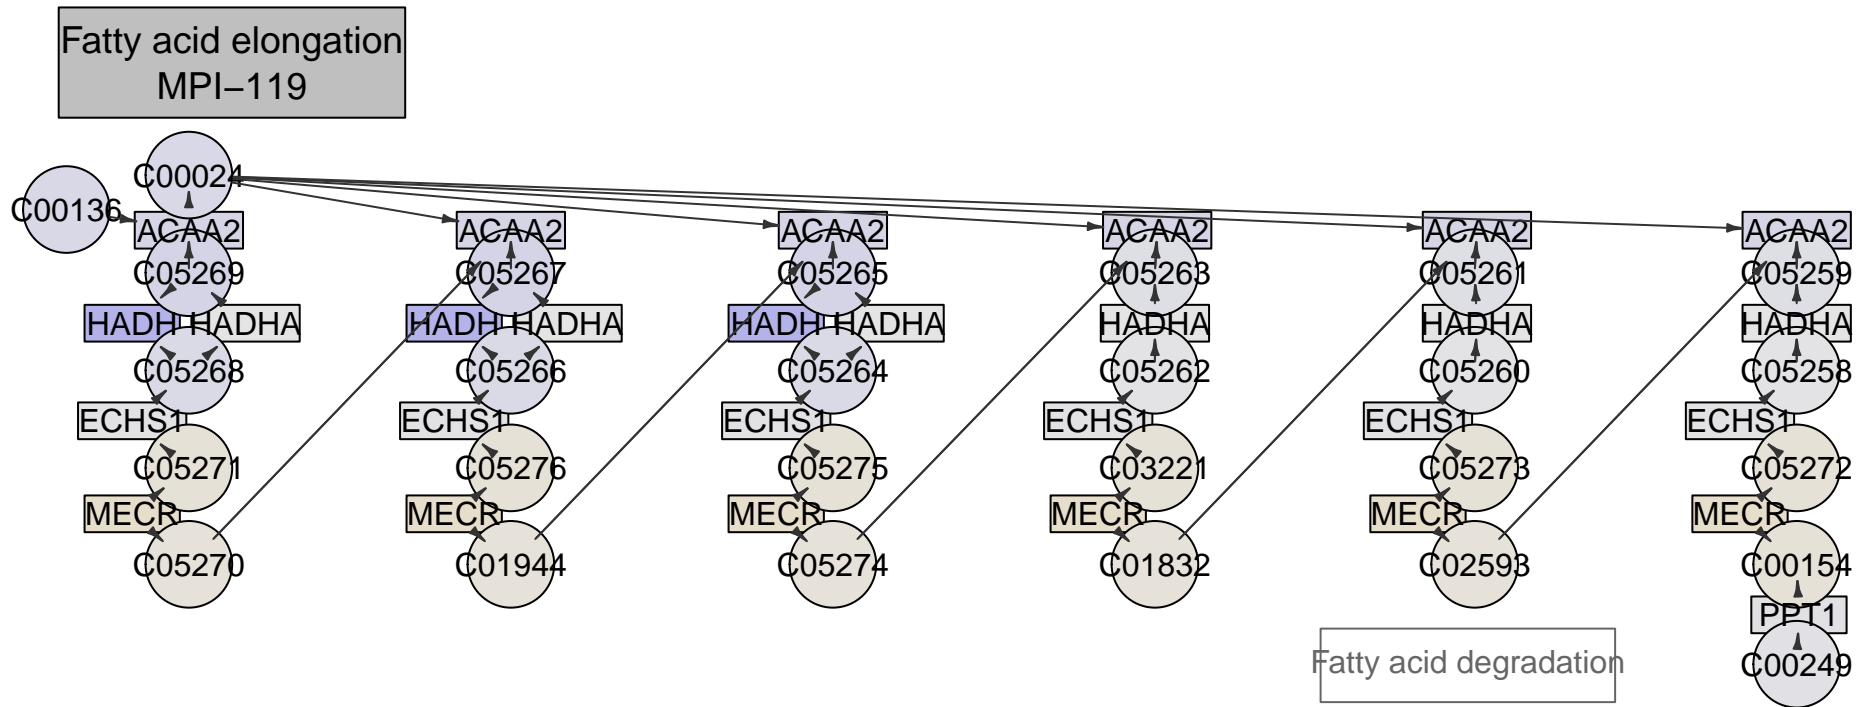 Fatty acid elongation
MPI−119
C00024
C00136
ACAA2
ACAA2
ACAA2
ACAA2
ACAA2
ACAA2
C05269
C05267
C05265
C05263
C05261
C05259
HADH
HADHA
HADH
HADHA
HADH
HADHA
HADHA
HADHA
HADHA
C05268
C05266
C05264
C05262
C05260
C05258
ECHS1
ECHS1
ECHS1
ECHS1
ECHS1
ECHS1
C05271
C05276
C05275
C03221
C05273
C05272
MECR
MECR
MECR
MECR
MECR
MECR
C05270
C01944
C05274
C01832
C02593
C00154
PPT1
Fatty acid degradation
C00249